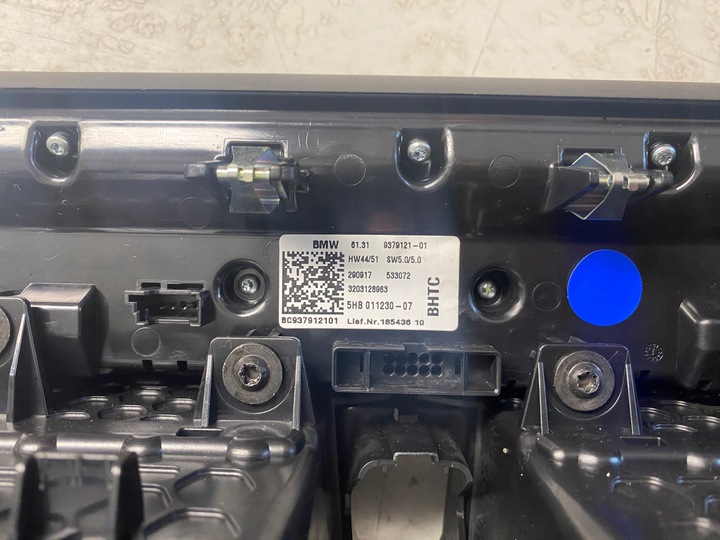 BMW 61.31 9379121-01
HW44/51 SW5.0/5.0
290917 533072
3203128963
5HB 011230-07
BC937912101 Lief.Nr.185436 10
BHTC